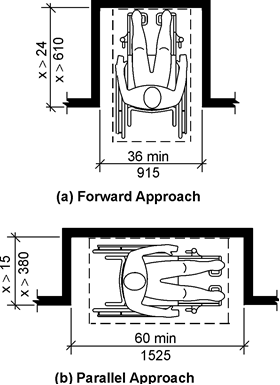 x > 24
x > 610
36 min
915
(a) Forward Approach
x > 15
x > 380
60 min
1525
(b) Parallel Approach